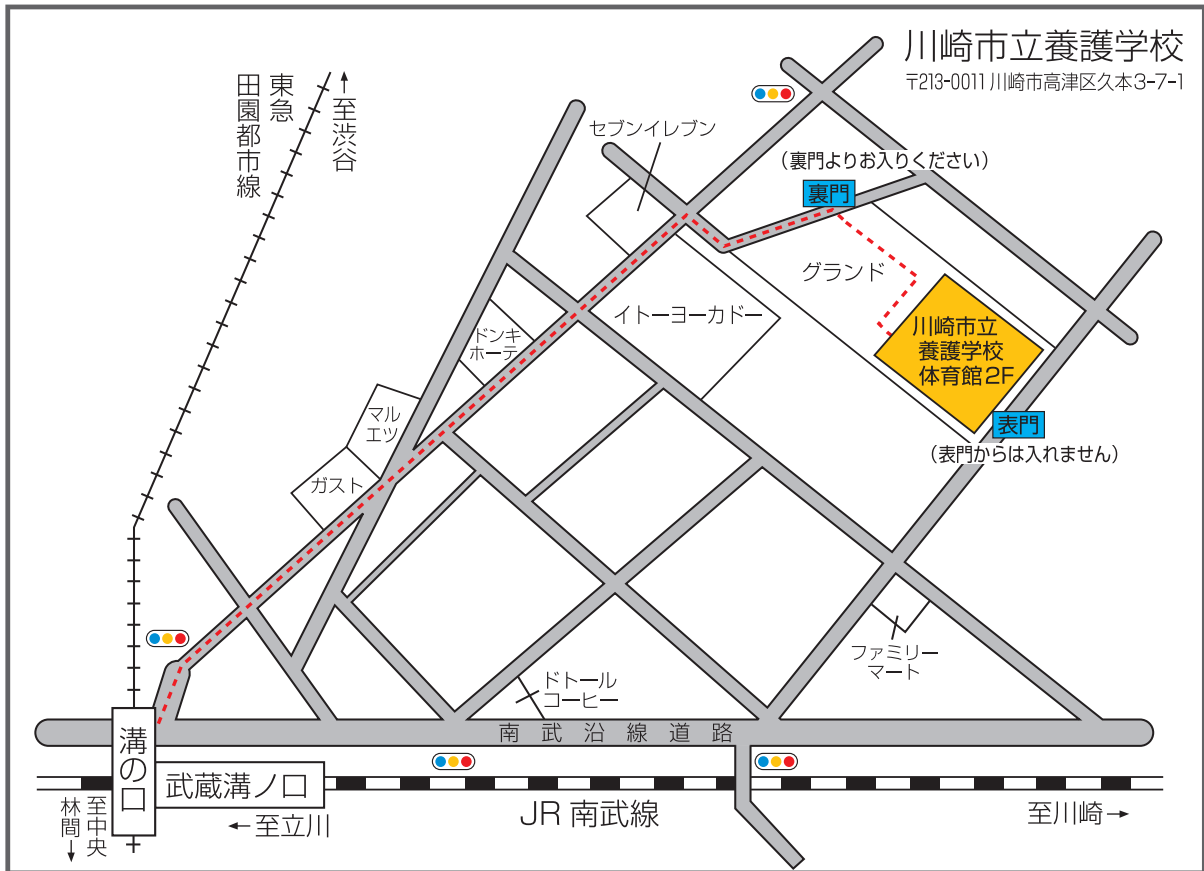 川崎市立養護学校
〒213-0011 川崎市高津区久本3-7-1
東急
田園都市線
↑至渋谷
セブンイレブン
(裏門よりお入りください)
裏門
グランド
イトーヨーカドー
ドンキ
ホーテ
川崎市立
養護学校
体育館2F
マル
エツ
表門
(表門からは入れません)
ガスト
ファミリー
マート
ドトール
コーヒー
南武沿線道路
溝の口
武蔵溝ノ口
JR 南武線
←至立川
至川崎→
至中央
林間↓